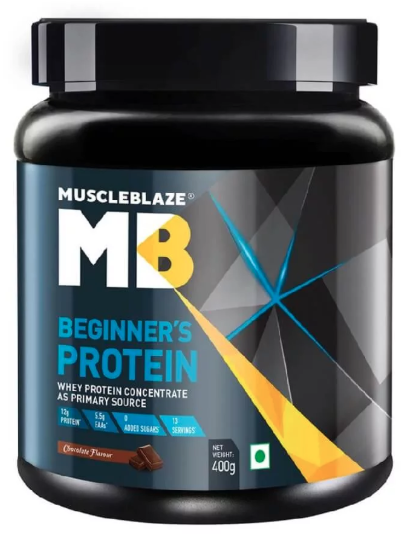 MUSCLEBLAZE®
MB
BEGINNER'S
PROTEIN
WHEY PROTEIN CONCENTRATE
AS PRIMARY SOURCE
12g 5.5g 0 13
PROTEIN* EAAs* ADDED SUGARS* SERVINGS*
Chocolate Flavour
NET
WEIGHT:
400g